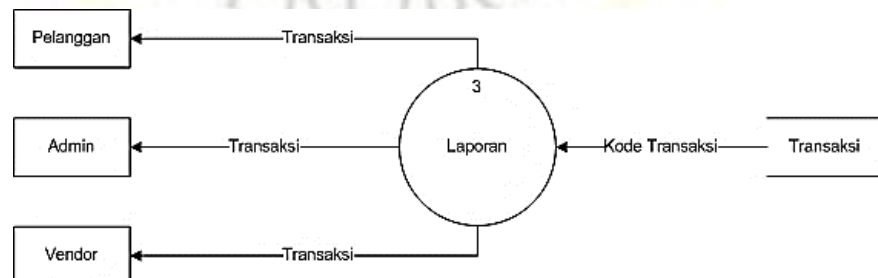 Pelanggan
Transaksi
3
Admin
Transaksi
Laporan
Kode Transaksi
Transaksi
Vendor
Transaksi